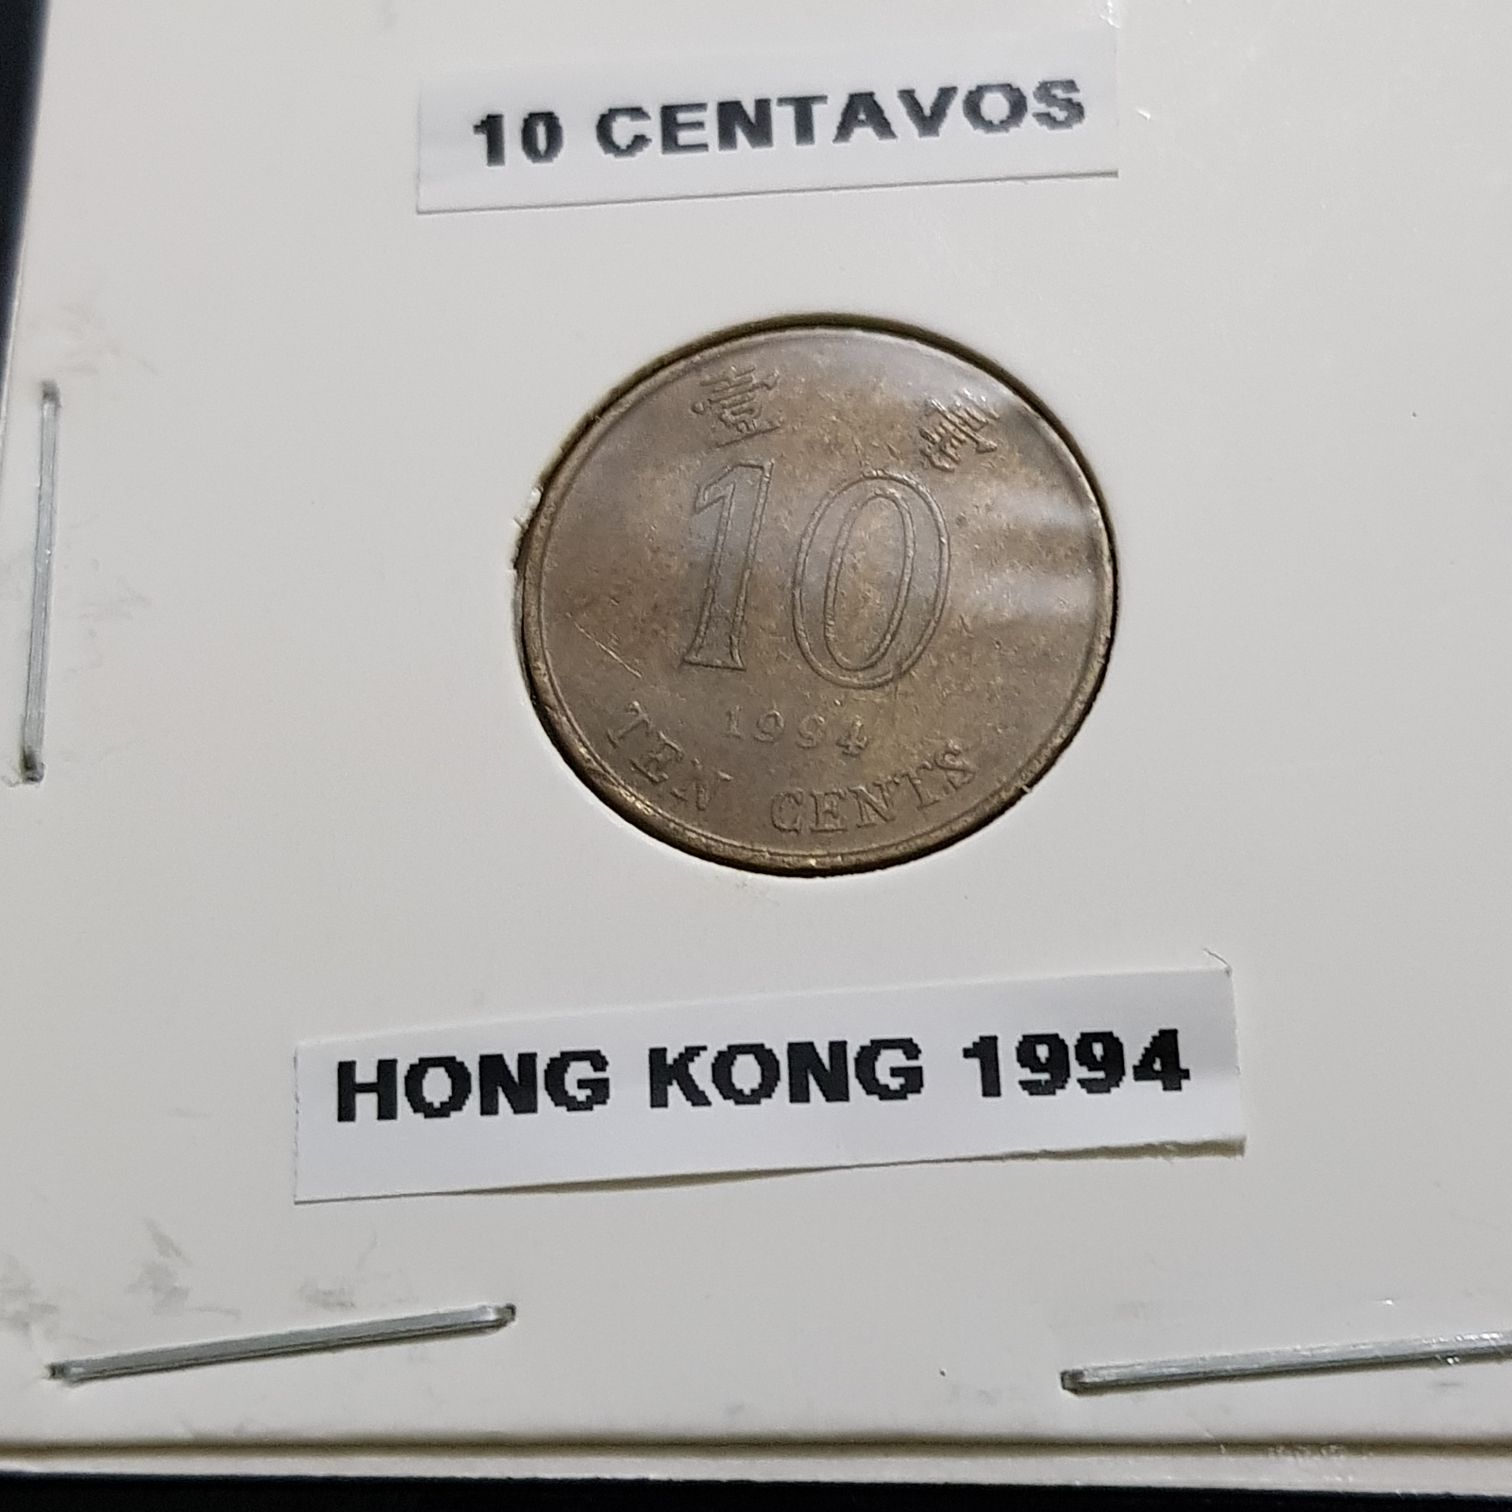 10 CENTAVOS
壹 毫
10
1994
TEN CENTS
HONG KONG 1994